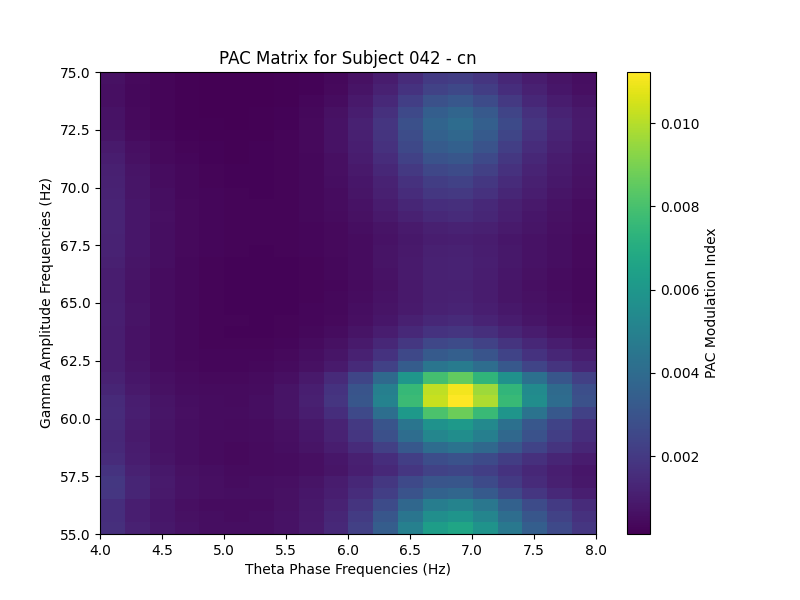 PAC Matrix for Subject 042 - cn
75.0
72.5
70.0
67.5
65.0
62.5
60.0
57.5
55.0
Gamma Amplitude Frequencies (Hz)
4.0 4.5 5.0 5.5 6.0 6.5 7.0 7.5 8.0
Theta Phase Frequencies (Hz)
0.010
0.008
0.006
0.004
0.002
PAC Modulation Index